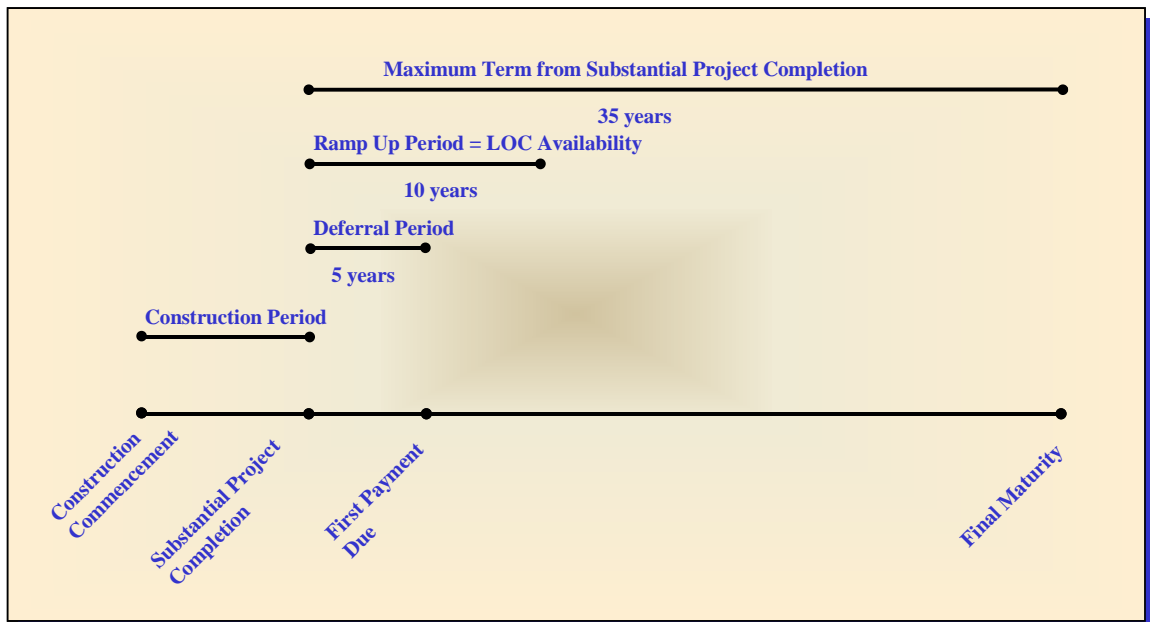 Maximum Term from Substantial Project Completion
35 years
Ramp Up Period = LOC Availability
10 years
Deferral Period
5 years
Construction Period
Construction
Commencement
Substantial Project
Completion
First Payment
Due
Final Maturity